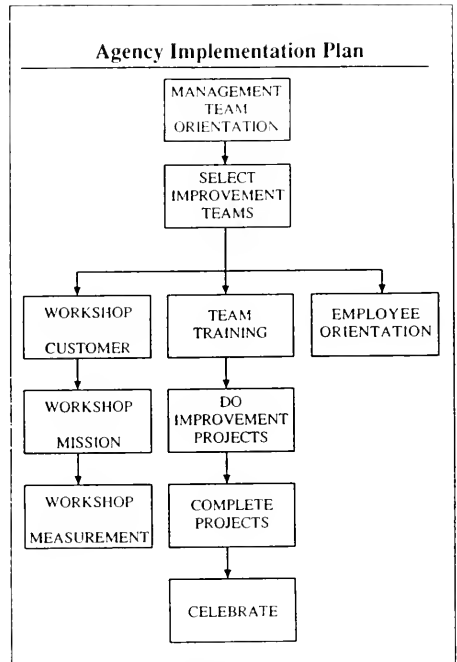 Agency Implementation Plan
MANAGEMENT
TEAM
ORIENTATION
SELECT
IMPROVEMENT
TEAMS
WORKSHOP
CUSTOMER
TEAM
TRAINING
EMPLOYEE
ORIENTATION
WORKSHOP
MISSION
DO
IMPROVEMENT
PROJECTS
WORKSHOP
MEASUREMENT
COMPLETE
PROJECTS
CELEBRATE